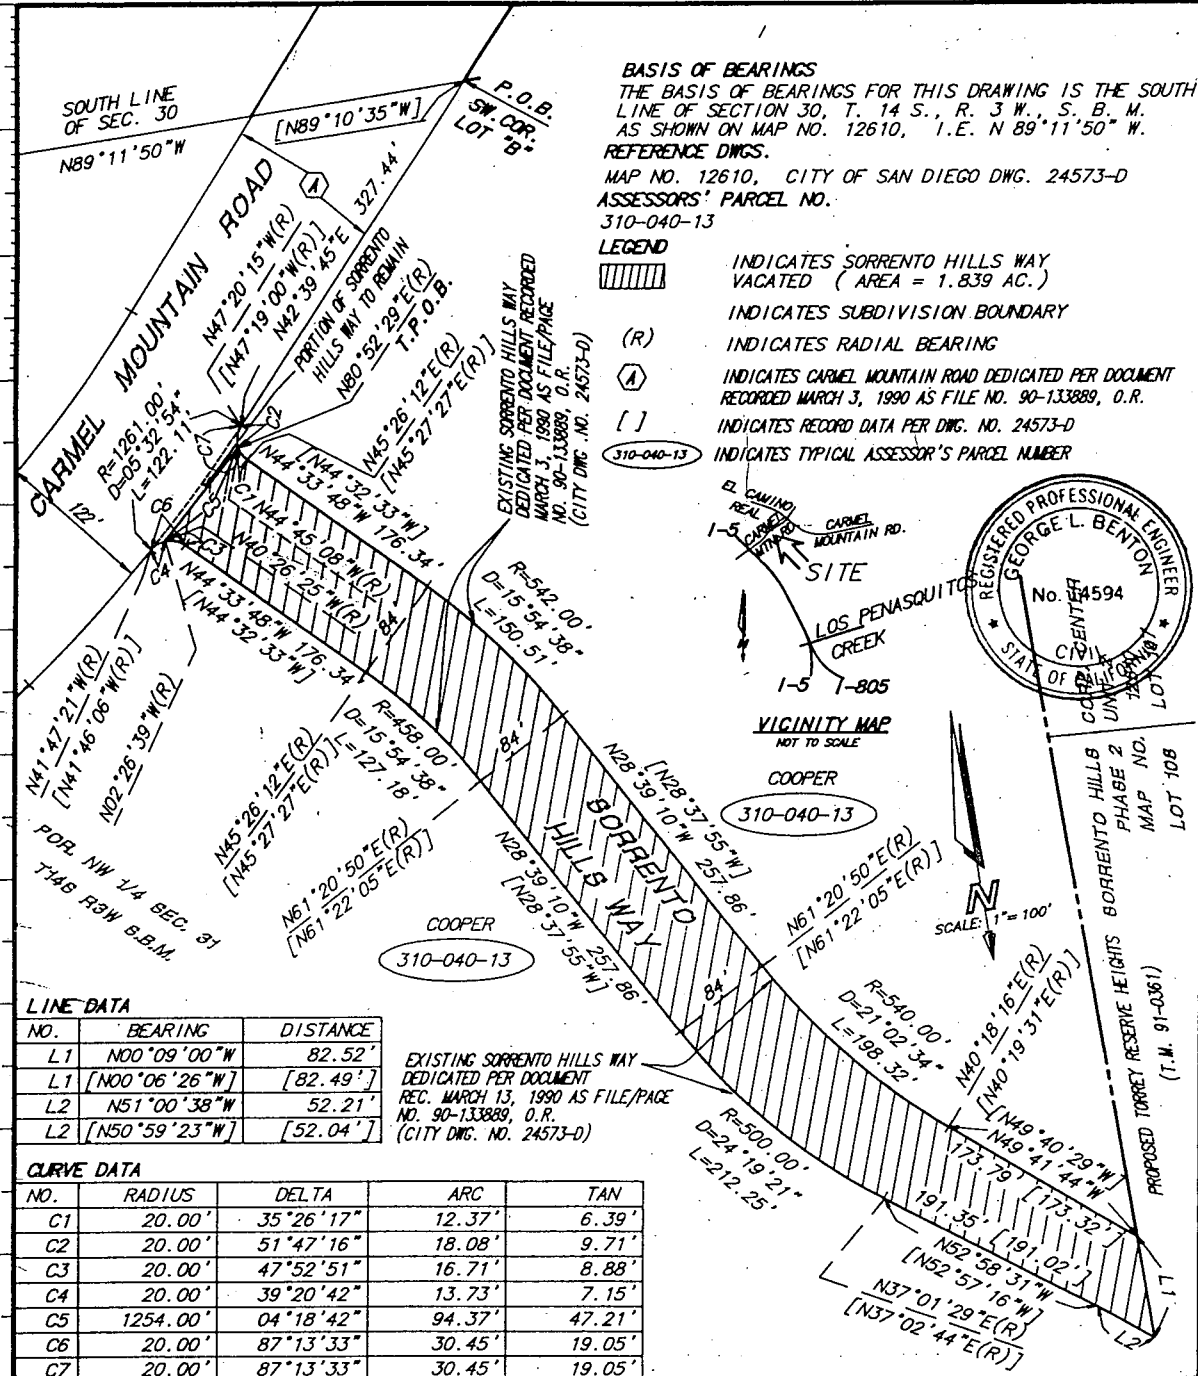 SOUTH LINE
OF SEC. 30
N89°11'50"W
[N89°10'35"W]
P.O.B.
SW. COR.
LOT "B"
CARMEL MOUNTAIN ROAD
A
327.44'
N47°20'15"W(R)
[N47°19'00"W(R)]
N42°39'45"E
PORTION OF SORRENTO
HILLS WAY TO REMAIN
N80°52'29"E(R)
T.P.O.B.
N45°26'12"E(R)
[N45°27'27"E(R)]
EXISTING SORRENTO HILLS WAY
DEDICATED PER DOCUMENT RECORDED
MARCH 3, 1990 AS FILE/PAGE
NO. 90-133889, O.R.
(CITY DWG. NO. 24573-D)
BASIS OF BEARINGS
THE BASIS OF BEARINGS FOR THIS DRAWING IS THE SOUTH
LINE OF SECTION 30, T. 14 S., R. 3 W., S. B. M.
AS SHOWN ON MAP NO. 12610, I.E. N 89°11'50" W.
REFERENCE DWGS.
MAP NO. 12610, CITY OF SAN DIEGO DWG. 24573-D
ASSESSORS' PARCEL NO.
310-040-13
LEGEND
INDICATES SORRENTO HILLS WAY
VACATED ( AREA = 1.839 AC.)
INDICATES SUBDIVISION BOUNDARY
(R) INDICATES RADIAL BEARING
A INDICATES CARMEL MOUNTAIN ROAD DEDICATED PER DOCUMENT
RECORDED MARCH 3, 1990 AS FILE NO. 90-133889, O.R.
[ ] INDICATES RECORD DATA PER DWG. NO. 24573-D
310-040-13 INDICATES TYPICAL ASSESSOR'S PARCEL NUMBER
R=1261.00'
D=05°32'54"
L=122.11'
122'
C7
C2
C6
C5
C1
C3
C4
[N44°32'33"W]
N44°33'48"W 176.34'
N44°45'08"W(R)
N40°26'25"W(R)
84'
N44°33'48"W 176.34'
[N44°32'33"W]
R=542.00'
D=15°54'38"
L=150.51'
EL CAMINO
REAL
CARMEL
MTN RD
CARMEL
MOUNTAIN RD.
I-5
SITE
LOS PENASQUITOS
CREEK
I-5
I-805
VICINITY MAP
NOT TO SCALE
REGISTERED PROFESSIONAL ENGINEER
GEORGE L. BENTON
CIVIL
STATE OF CALIFORNIA
N41°47'21"W(R)
[N41°46'06"W(R)]
N02°26'39"W(R)
POR. NW 1/4 SEC. 31
T14S R3W S.B.M.
N45°26'12"E(R)
[N45°27'27"E(R)]
R=458.00'
D=15°54'38"
L=127.18'
84'
N61°20'50"E(R)
[N61°22'05"E(R)]
[N28°37'55"W]
N28°39'10"W 257.86'
SORRENTO
HILLS WAY
N28°39'10"W 257.86'
[N28°37'55"W]
COOPER
310-040-13
COOPER
310-040-13
N61°20'50"E(R)
[N61°22'05"E(R)]
84'
N
SCALE: 1"= 100'
SORRENTO HILLS
CORP. CENTER
PHASE 2
MAP NO.
LOT 108
PROPOSED TORREY RESERVE HEIGHTS
(T.M. 91-0361)
R=540.00'
D=21°02'34"
L=198.32'
N40°18'16"E(R)
[N40°19'31"E(R)]
[N49°40'29"W]
N49°41'44"W
173.79' [173.32']
191.35' [191.02']
N52°58'31"W
[N52°57'16"W]
N37°01'29"E(R)
[N37°02'44"E(R)]
L1
L2
R=500.00'
D=24°19'21"
L=212.25'
EXISTING SORRENTO HILLS WAY
DEDICATED PER DOCUMENT
REC. MARCH 13, 1990 AS FILE/PAGE
NO. 90-133889, O.R.
(CITY DWG. NO. 24573-D)
LINE DATA
NO. BEARING DISTANCE
L1 N00°09'00"W 82.52'
L1 [N00°06'26"W] [82.49']
L2 N51°00'38"W 52.21'
L2 [N50°59'23"W] [52.04']
CURVE DATA
NO. RADIUS DELTA ARC TAN
C1 20.00' 35°26'17" 12.37' 6.39'
C2 20.00' 51°47'16" 18.08' 9.71'
C3 20.00' 47°52'51" 16.71' 8.88'
C4 20.00' 39°20'42" 13.73' 7.15'
C5 1254.00' 04°18'42" 94.37' 47.21'
C6 20.00' 87°13'33" 30.45' 19.05'
C7 20.00' 87°13'33" 30.45' 19.05'